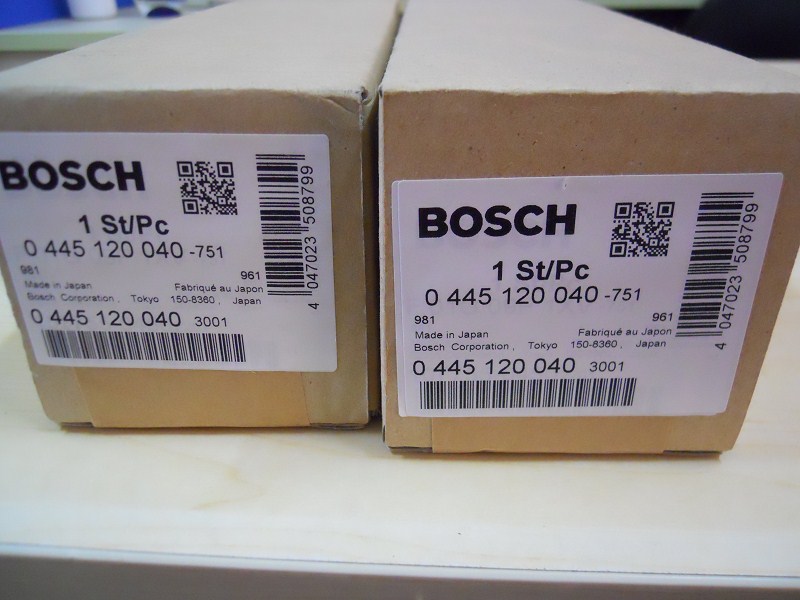 BOSCH
1 St/Pc
0 445 120 040 -751
981 961
Made in Japan Fabriqué au Japon
Bosch Corporation , Tokyo 150-8360 , Japan
0 445 120 040 3001
4 047023 508799
BOSCH
1 St/Pc
0 445 120 040 -751
981 961
Made in Japan Fabriqué au Japon
Bosch Corporation , Tokyo 150-8360 , Japan
0 445 120 040 3001
4 047023 508799